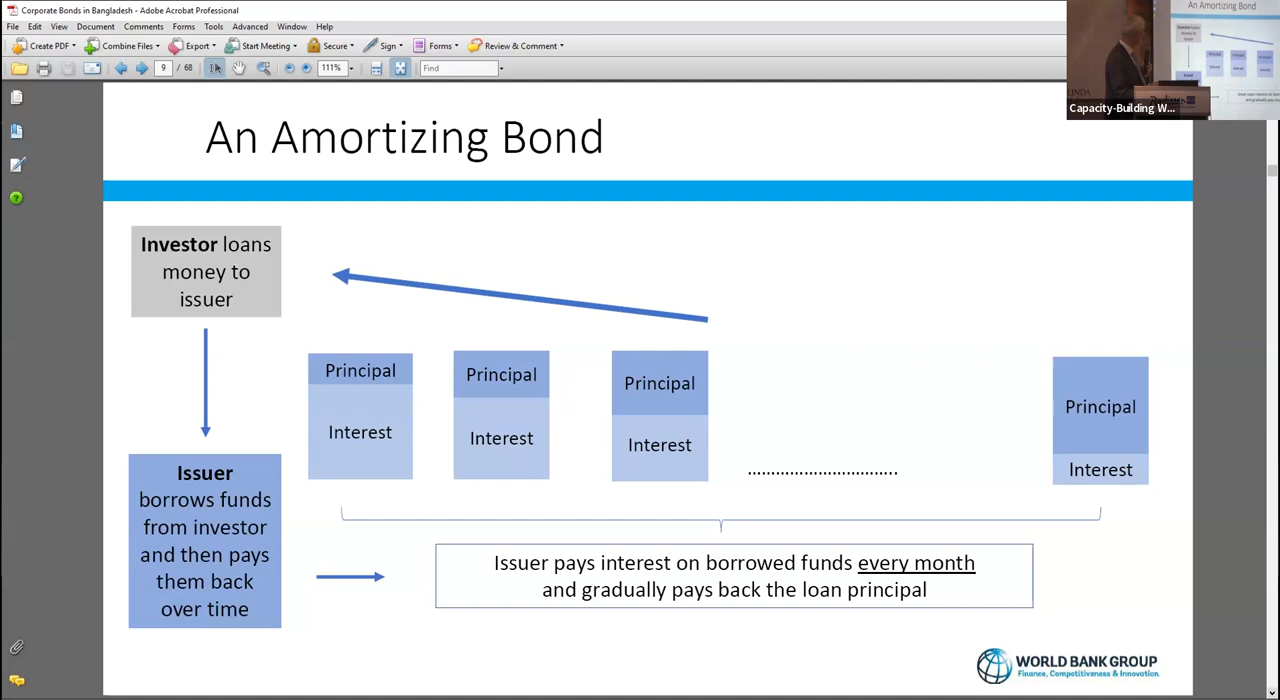 Corporate Bonds in Bangladesh - Adobe Acrobat Professional
File Edit View Document Comments Forms Tools Advanced Window Help
Create PDF Combine Files Export Start Meeting Secure Sign Forms Review & Comment
9 / 68 111% Find
An Amortizing Bond
Capacity-Building W...
An Amortizing Bond
Investor loans
money to
issuer
Principal
Interest
Principal
Interest
Principal
Interest
..............................
Principal
Interest
Issuer
borrows funds
from investor
and then pays
them back
over time
Issuer pays interest on borrowed funds every month
and gradually pays back the loan principal
WORLD BANK GROUP
Finance, Competitiveness & Innovation